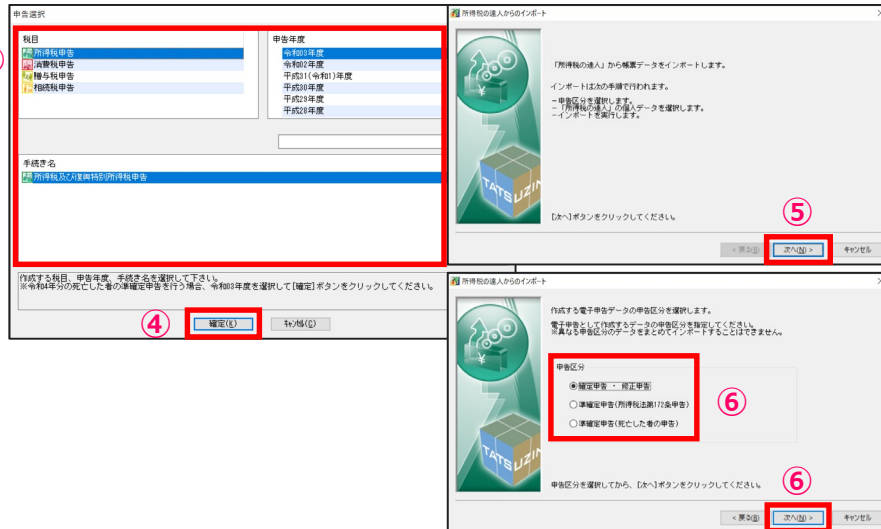 申告選択
税目
所得税申告
消費税申告
贈与税申告
相続税申告
申告年度
令和03年度
令和02年度
平成31(令和1)年度
平成30年度
平成29年度
平成28年度
手続き名
所得税及び復興特別所得税申告
作成する税目、申告年度、手続き名を選択して下さい。
※令和04年分の死亡した者の準確定申告を行う場合、令和03年度を選択して[確定]ボタンをクリックしてください。
④
確定(K)
キャンセル(C)
所得税の達人からのインポート
「所得税の達人」から帳票データをインポートします。
インポートは次の手順で行われます。
-申告区分を選択します。
-「所得税の達人」の個人データを選択します。
-インポートを実行します。
TATSUZIN
[次へ]ボタンをクリックしてください。
⑤
< 戻る(B)
次へ(N) >
キャンセル
所得税の達人からのインポート
作成する電子申告データの申告区分を選択します。
電子申告として作成するデータの申告区分を指定してください。
※異なる申告区分のデータをまとめてインポートすることはできません。
申告区分
確定申告 ・ 修正申告
準確定申告(所得税法第172条申告)
準確定申告(死亡した者の申告)
⑥
TATSUZIN
申告区分を選択してから、[次へ]ボタンをクリックしてください。
⑥
< 戻る(B)
次へ(N) >
キャンセル